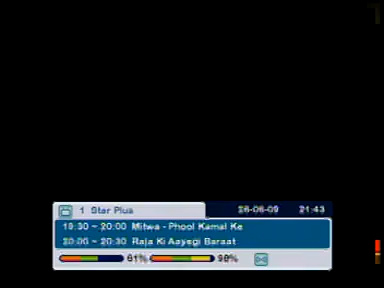 1 Star Plus 26-06-09 21:43
19:30 ~ 20:00 Mitwa - Phool Kamal Ke
20:00 ~ 20:30 Raja Ki Aayegi Baraat
61% 98%